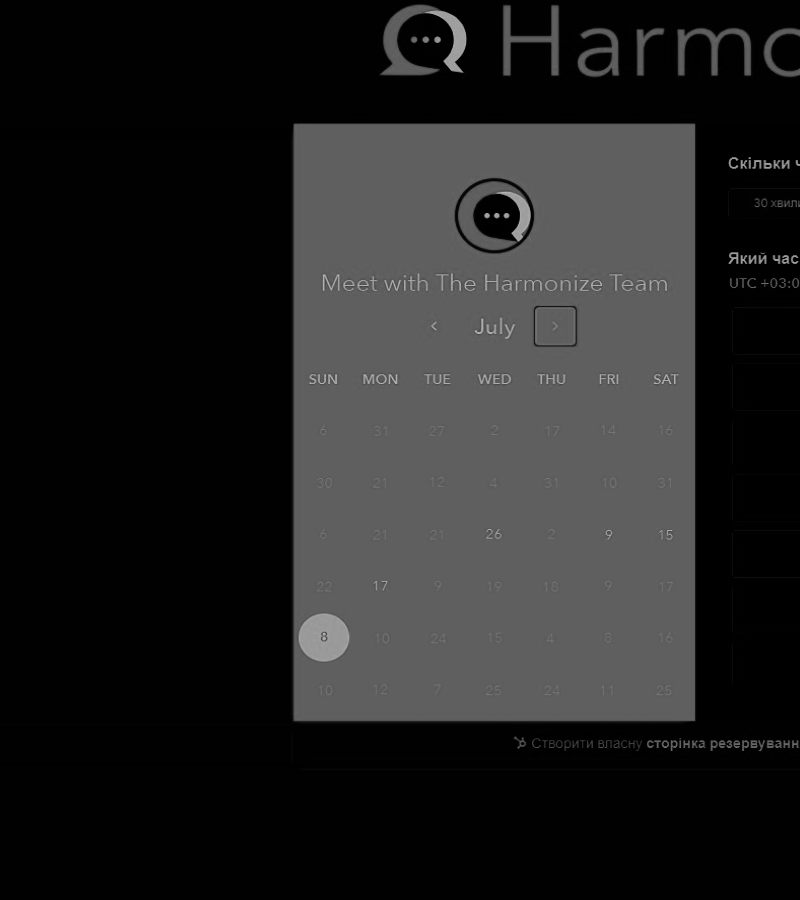 Harmo
Meet with The Harmonize Team
July
SUN MON TUE WED THU FRI SAT
6 31 27 2 17 14 16
30 21 12 4 31 10 31
6 21 21 26 2 9 15
22 17 9 19 18 9 17
8 10 24 15 4 8 16
10 12 7 25 24 11 25
Скільки ч
30 хвили
Який час
UTC +03:0
Створити власну сторінка резервуванн